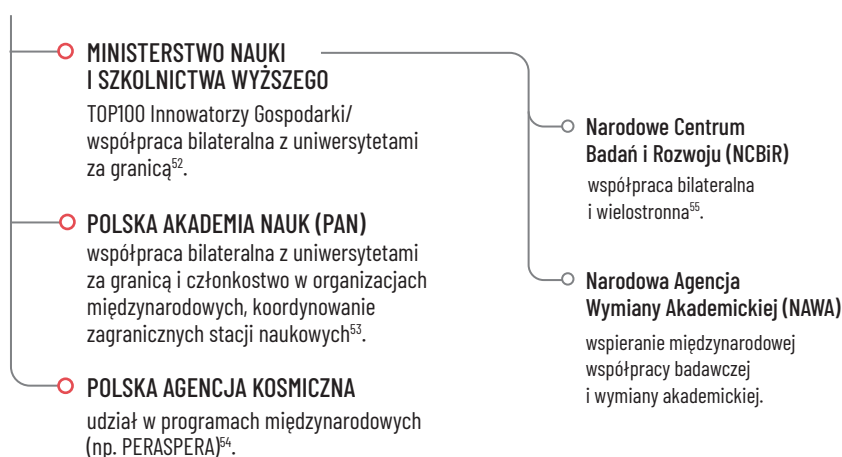 MINISTERSTWO NAUKI
I SZKOLNICTWA WYŻSZEGO
TOP100 Innowatorzy Gospodarki/
współpraca bilateralna z uniwersytetami
za granicą⁵².
POLSKA AKADEMIA NAUK (PAN)
współpraca bilateralna z uniwersytetami
za granicą i członkostwo w organizacjach
międzynarodowych, koordynowanie
zagranicznych stacji naukowych⁵³.
POLSKA AGENCJA KOSMICZNA
udział w programach międzynarodowych
(np. PERASPERA)⁵⁴.
Narodowe Centrum
Badań i Rozwoju (NCBiR)
współpraca bilateralna
i wielostronna⁵⁵.
Narodowa Agencja
Wymiany Akademickiej (NAWA)
wspieranie międzynarodowej
współpracy badawczej
i wymiany akademickiej.